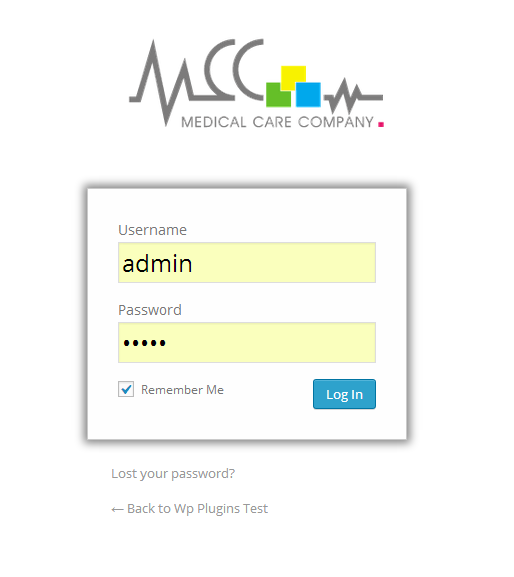 MCC
MEDICAL CARE COMPANY.
Username
admin
Password
•••••
Remember Me
Log In
Lost your password?
← Back to Wp Plugins Test